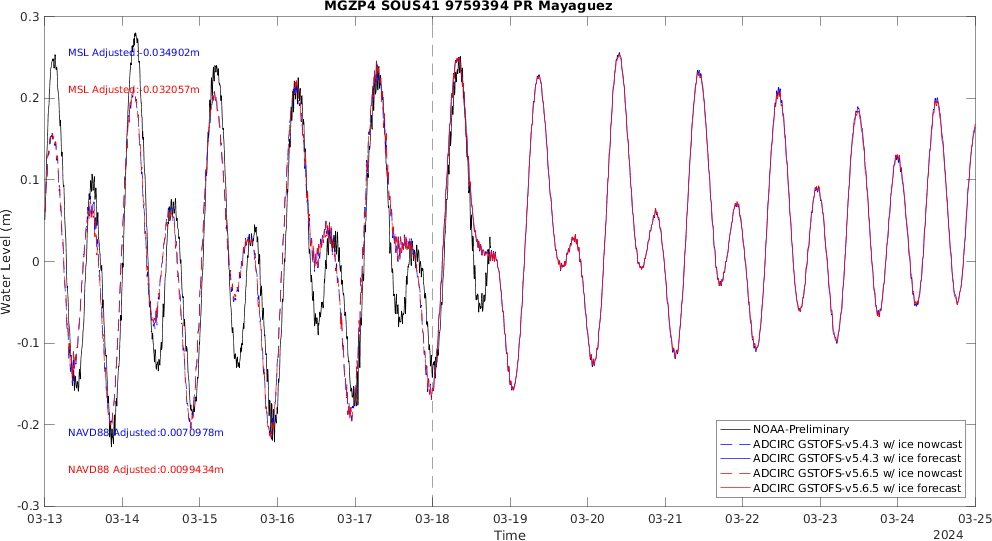 MGZP4 SOUS41 9759394 PR Mayaguez
0.3
0.2
0.1
0
-0.1
-0.2
-0.3
Water Level (m)
MSL Adjusted:-0.034902m
MSL Adjusted:-0.032057m
NAVD88 Adjusted:0.0070978m
NAVD88 Adjusted:0.0099434m
NOAA-Preliminary
ADCIRC GSTOFS-v5.4.3 w/ ice nowcast
ADCIRC GSTOFS-v5.4.3 w/ ice forecast
ADCIRC GSTOFS-v5.6.5 w/ ice nowcast
ADCIRC GSTOFS-v5.6.5 w/ ice forecast
03-13 03-14 03-15 03-16 03-17 03-18 03-19 03-20 03-21 03-22 03-23 03-24 03-25
Time
2024